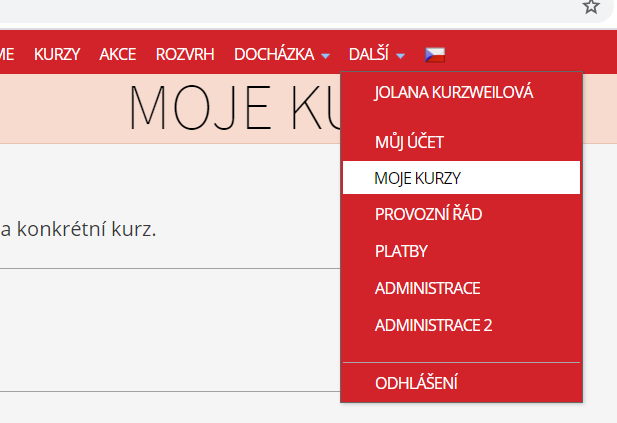 ME KURZY AKCE ROZVRH DOCHÁZKA DALŠÍ
JOLANA KURZWEILOVÁ
MOJE KU
MŮJ ÚČET
MOJE KURZY
PROVOZNÍ ŘÁD
a konkrétní kurz.
PLATBY
ADMINISTRACE
ADMINISTRACE 2
ODHLÁŠENÍ